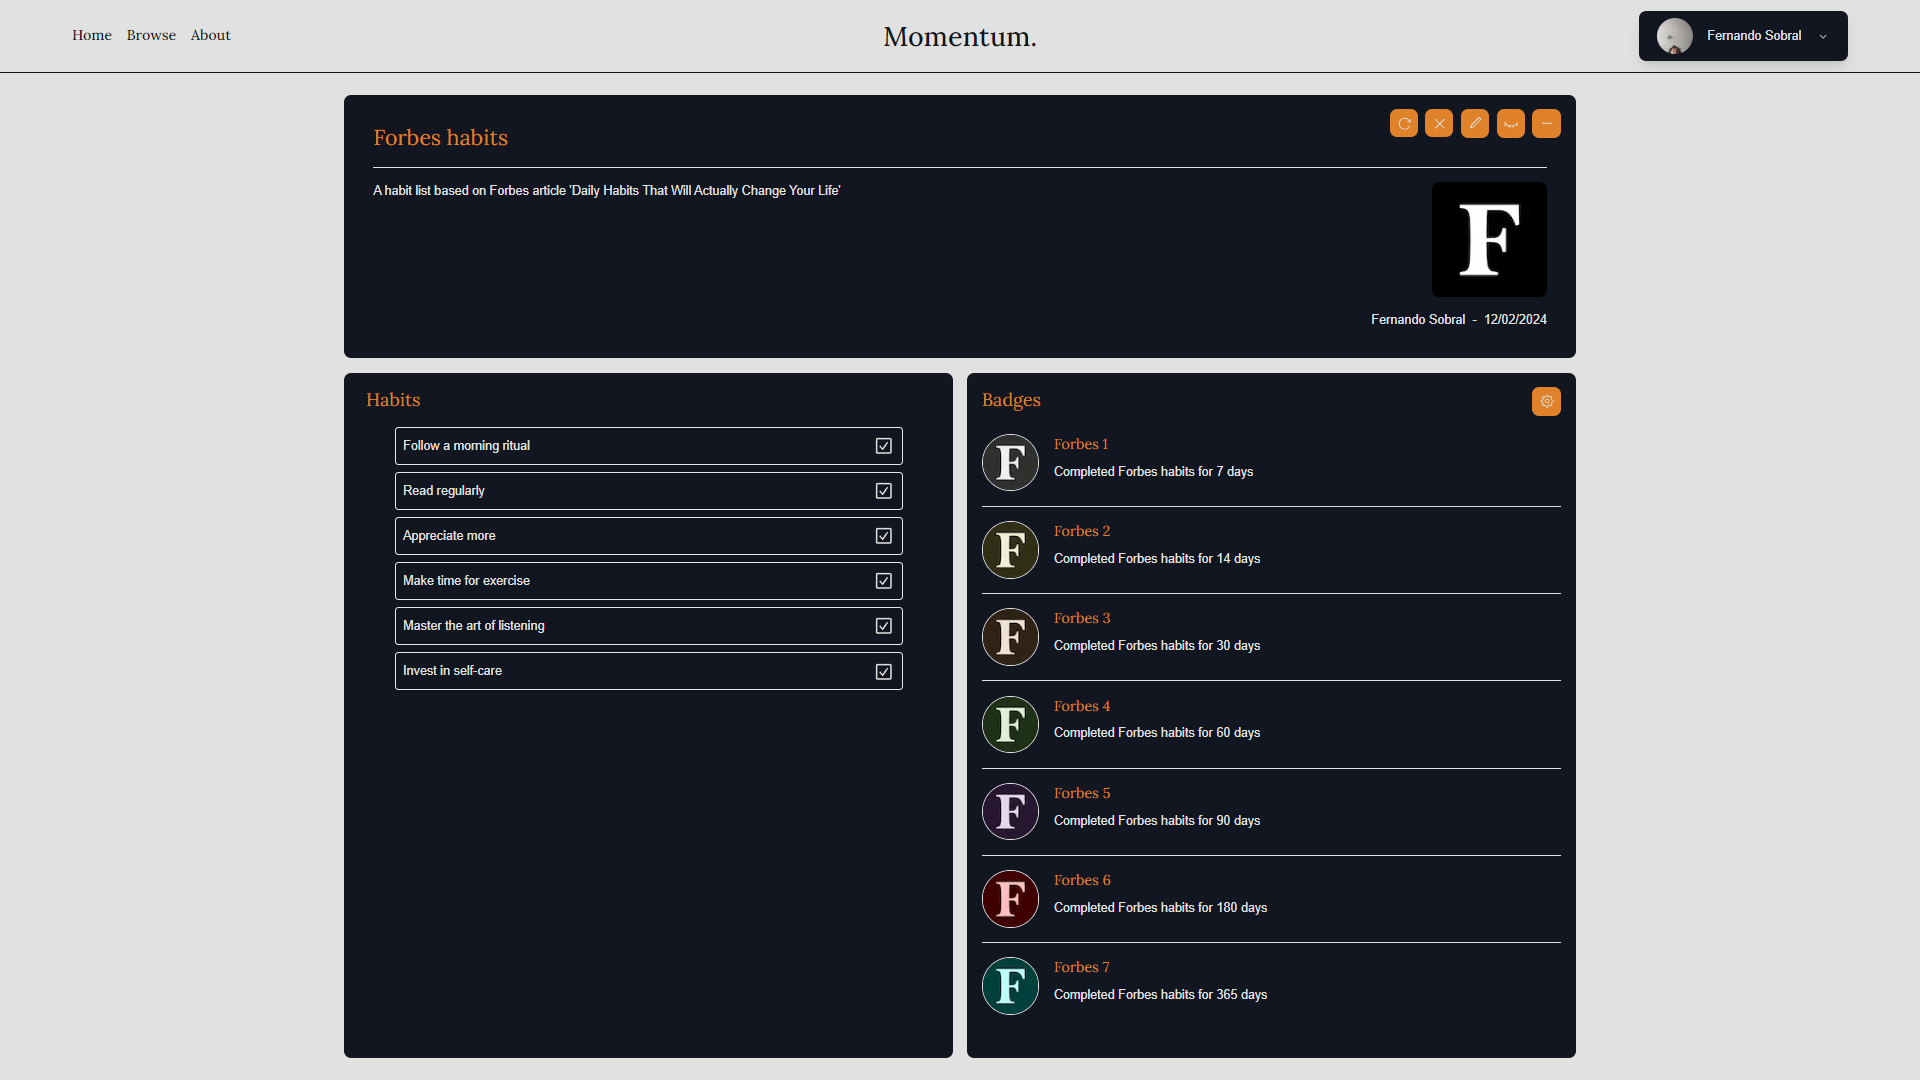 Home Browse About
Momentum.
Fernando Sobral
Forbes habits
A habit list based on Forbes article 'Daily Habits That Will Actually Change Your Life'
F
Fernando Sobral - 12/02/2024
Habits
Follow a morning ritual
Read regularly
Appreciate more
Make time for exercise
Master the art of listening
Invest in self-care
Badges
F
Forbes 1
Completed Forbes habits for 7 days
F
Forbes 2
Completed Forbes habits for 14 days
F
Forbes 3
Completed Forbes habits for 30 days
F
Forbes 4
Completed Forbes habits for 60 days
F
Forbes 5
Completed Forbes habits for 90 days
F
Forbes 6
Completed Forbes habits for 180 days
F
Forbes 7
Completed Forbes habits for 365 days